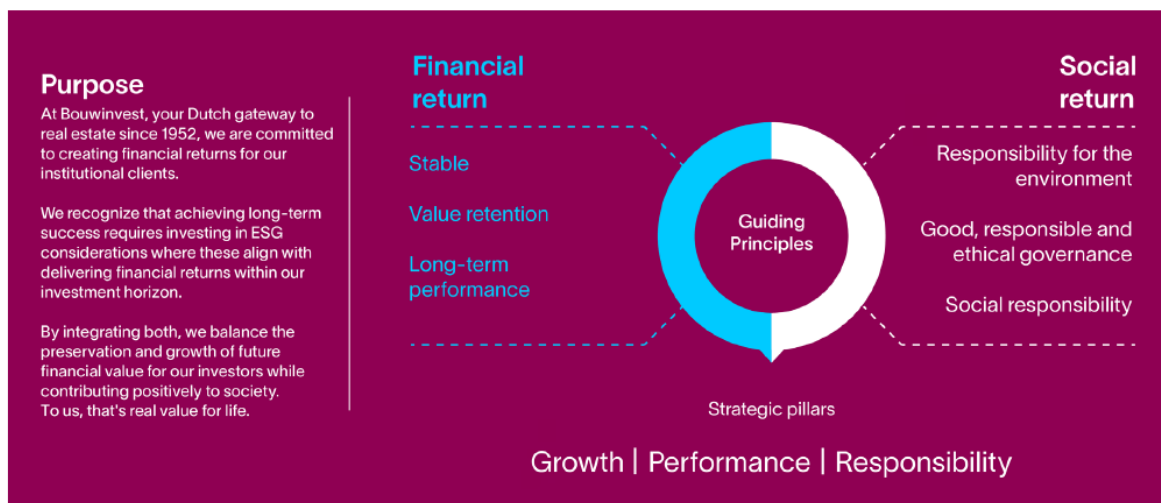 Purpose
At Bouwinvest, your Dutch gateway to
real estate since 1952, we are committed
to creating financial returns for our
institutional clients.
We recognize that achieving long-term
success requires investing in ESG
considerations where these align with
delivering financial returns within our
investment horizon.
By integrating both, we balance the
preservation and growth of future
financial value for our investors while
contributing positively to society.
To us, that's real value for life.
Financial
return
Stable
Value retention
Long-term
performance
Guiding
Principles
Social
return
Responsibility for the
environment
Good, responsible and
ethical governance
Social responsibility
Strategic pillars
Growth | Performance | Responsibility